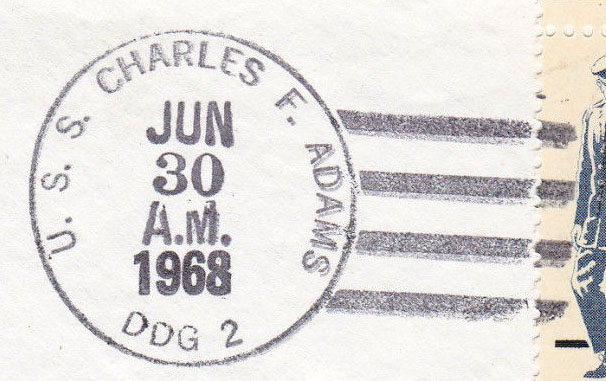 U. S. S. CHARLES F. ADAMS
JUN
30
A.M.
1968
DDG 2